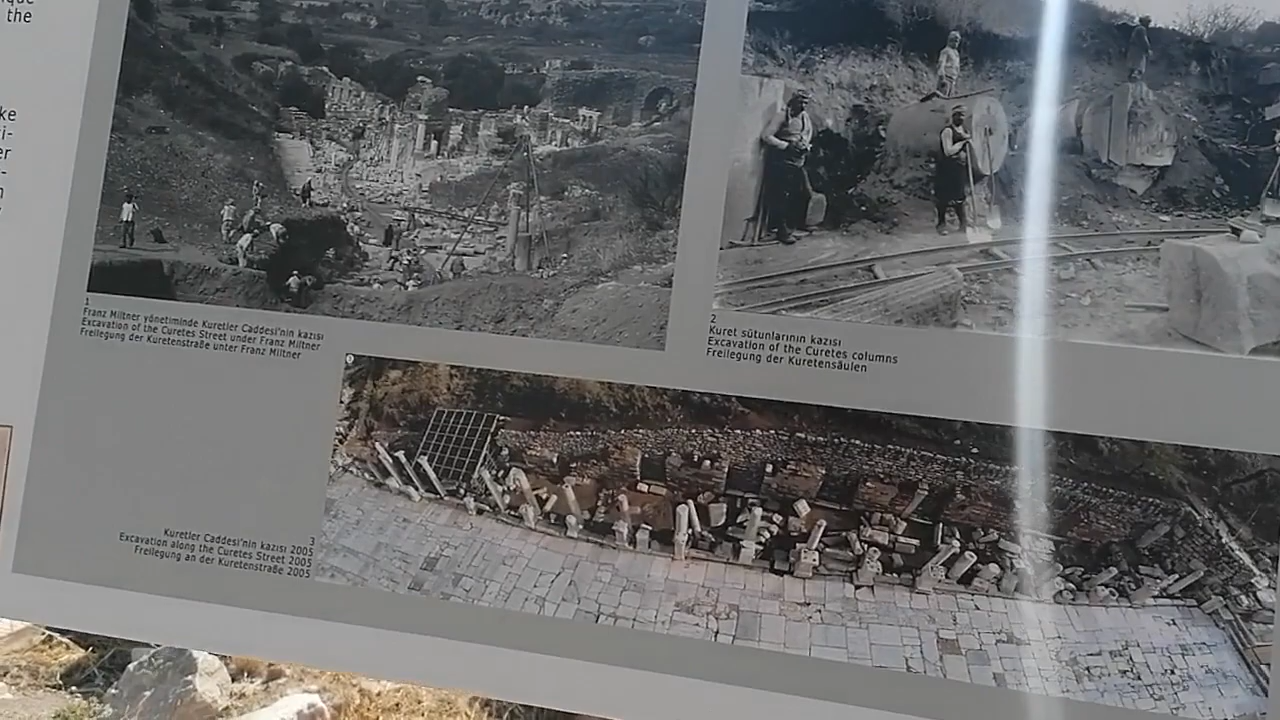 the
ke
er
1
Franz Miltner yönetiminde Kuretler Caddesi'nin kazısı
Excavation of the Curetes Street under Franz Miltner
Freilegung der Kuretenstraße unter Franz Miltner
2
Kuret sütunlarının kazısı
Excavation of the Curetes columns
Freilegung der Kuretensäulen
3
Kuretler Caddesi'nin kazısı 2005
Excavation along the Curetes Street 2005
Freilegung an der Kuretenstraße 2005